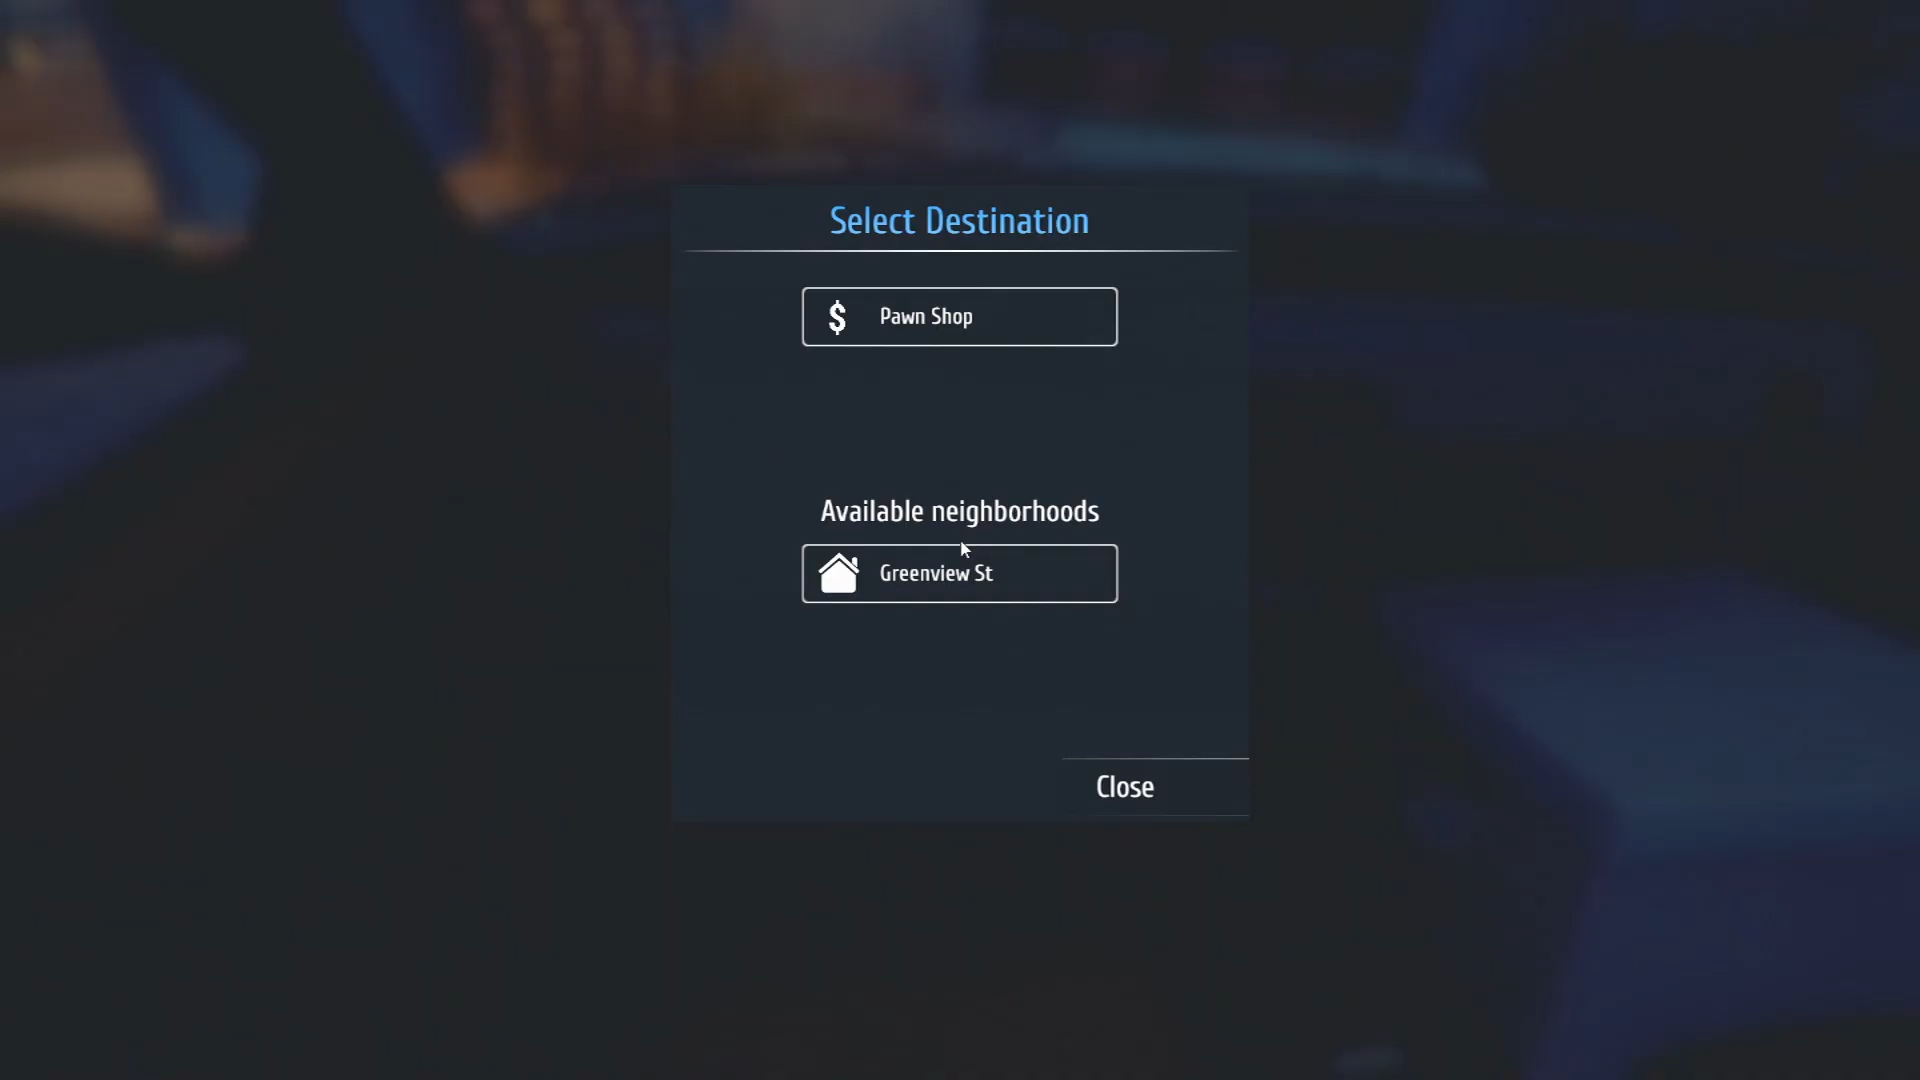 Select Destination
$ Pawn Shop
Available neighborhoods
Greenview St
Close